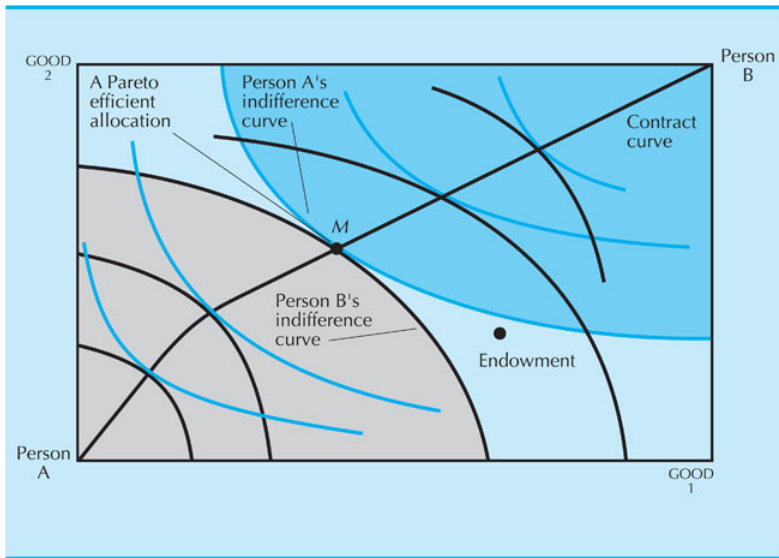 GOOD
2
Person
B
A Pareto
efficient
allocation
Person A's
indifference
curve
Contract
curve
M
Person B's
indifference
curve
Endowment
Person
A
GOOD
1